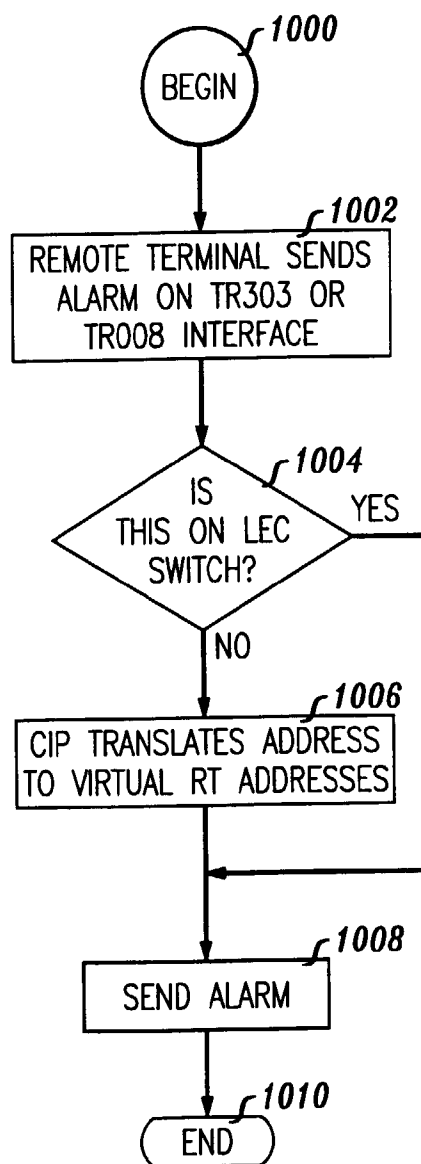 1000
BEGIN
1002
REMOTE TERMINAL SENDS
ALARM ON TR303 OR
TR008 INTERFACE
1004
IS
THIS ON LEC
SWITCH?
YES
NO
1006
CIP TRANSLATES ADDRESS
TO VIRTUAL RT ADDRESSES
1008
SEND ALARM
1010
END